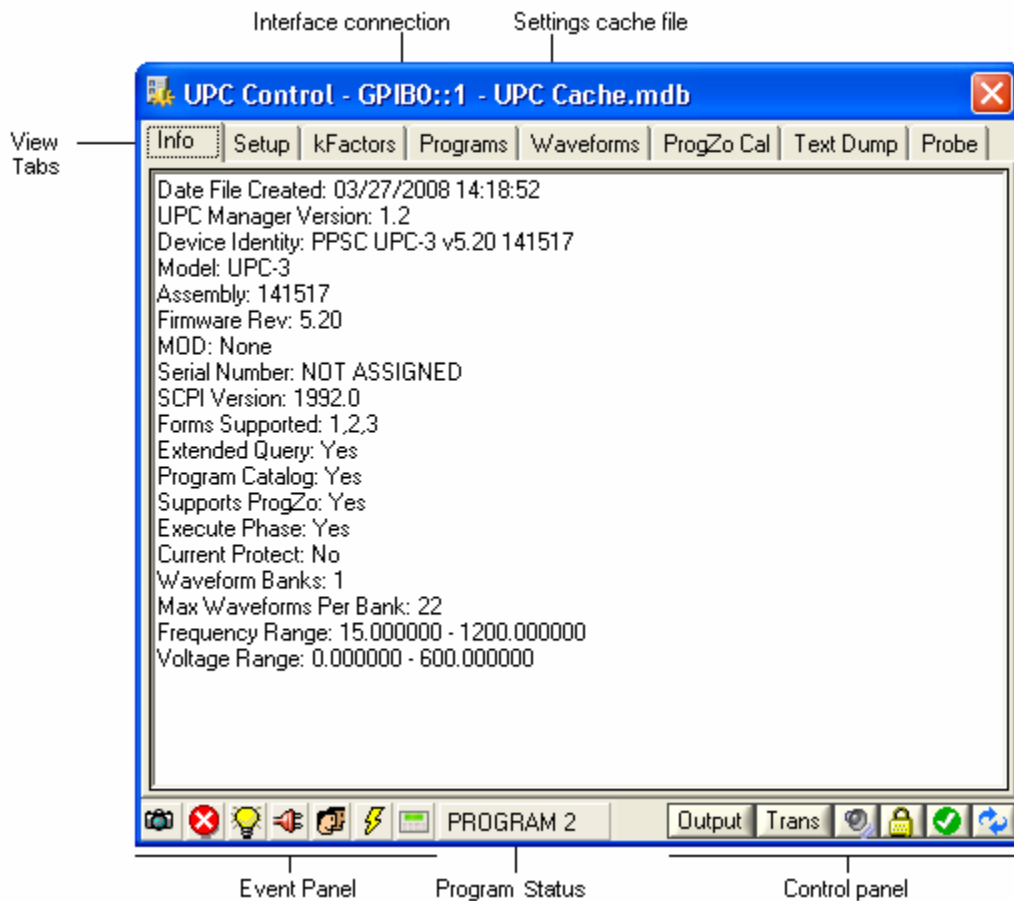 Interface connection Settings cache file
UPC Control - GPIB0::1 - UPC Cache.mdb
View Tabs
Info Setup kFactors Programs Waveforms ProgZo Cal Text Dump Probe
Date File Created: 03/27/2008 14:18:52
UPC Manager Version: 1.2
Device Identity: PPSC UPC-3 v5.20 141517
Model: UPC-3
Assembly: 141517
Firmware Rev: 5.20
MOD: None
Serial Number: NOT ASSIGNED
SCPI Version: 1992.0
Forms Supported: 1,2,3
Extended Query: Yes
Program Catalog: Yes
Supports ProgZo: Yes
Execute Phase: Yes
Current Protect: No
Waveform Banks: 1
Max Waveforms Per Bank: 22
Frequency Range: 15.000000 - 1200.000000
Voltage Range: 0.000000 - 600.000000
PROGRAM 2 Output Trans
Event Panel Program Status Control panel